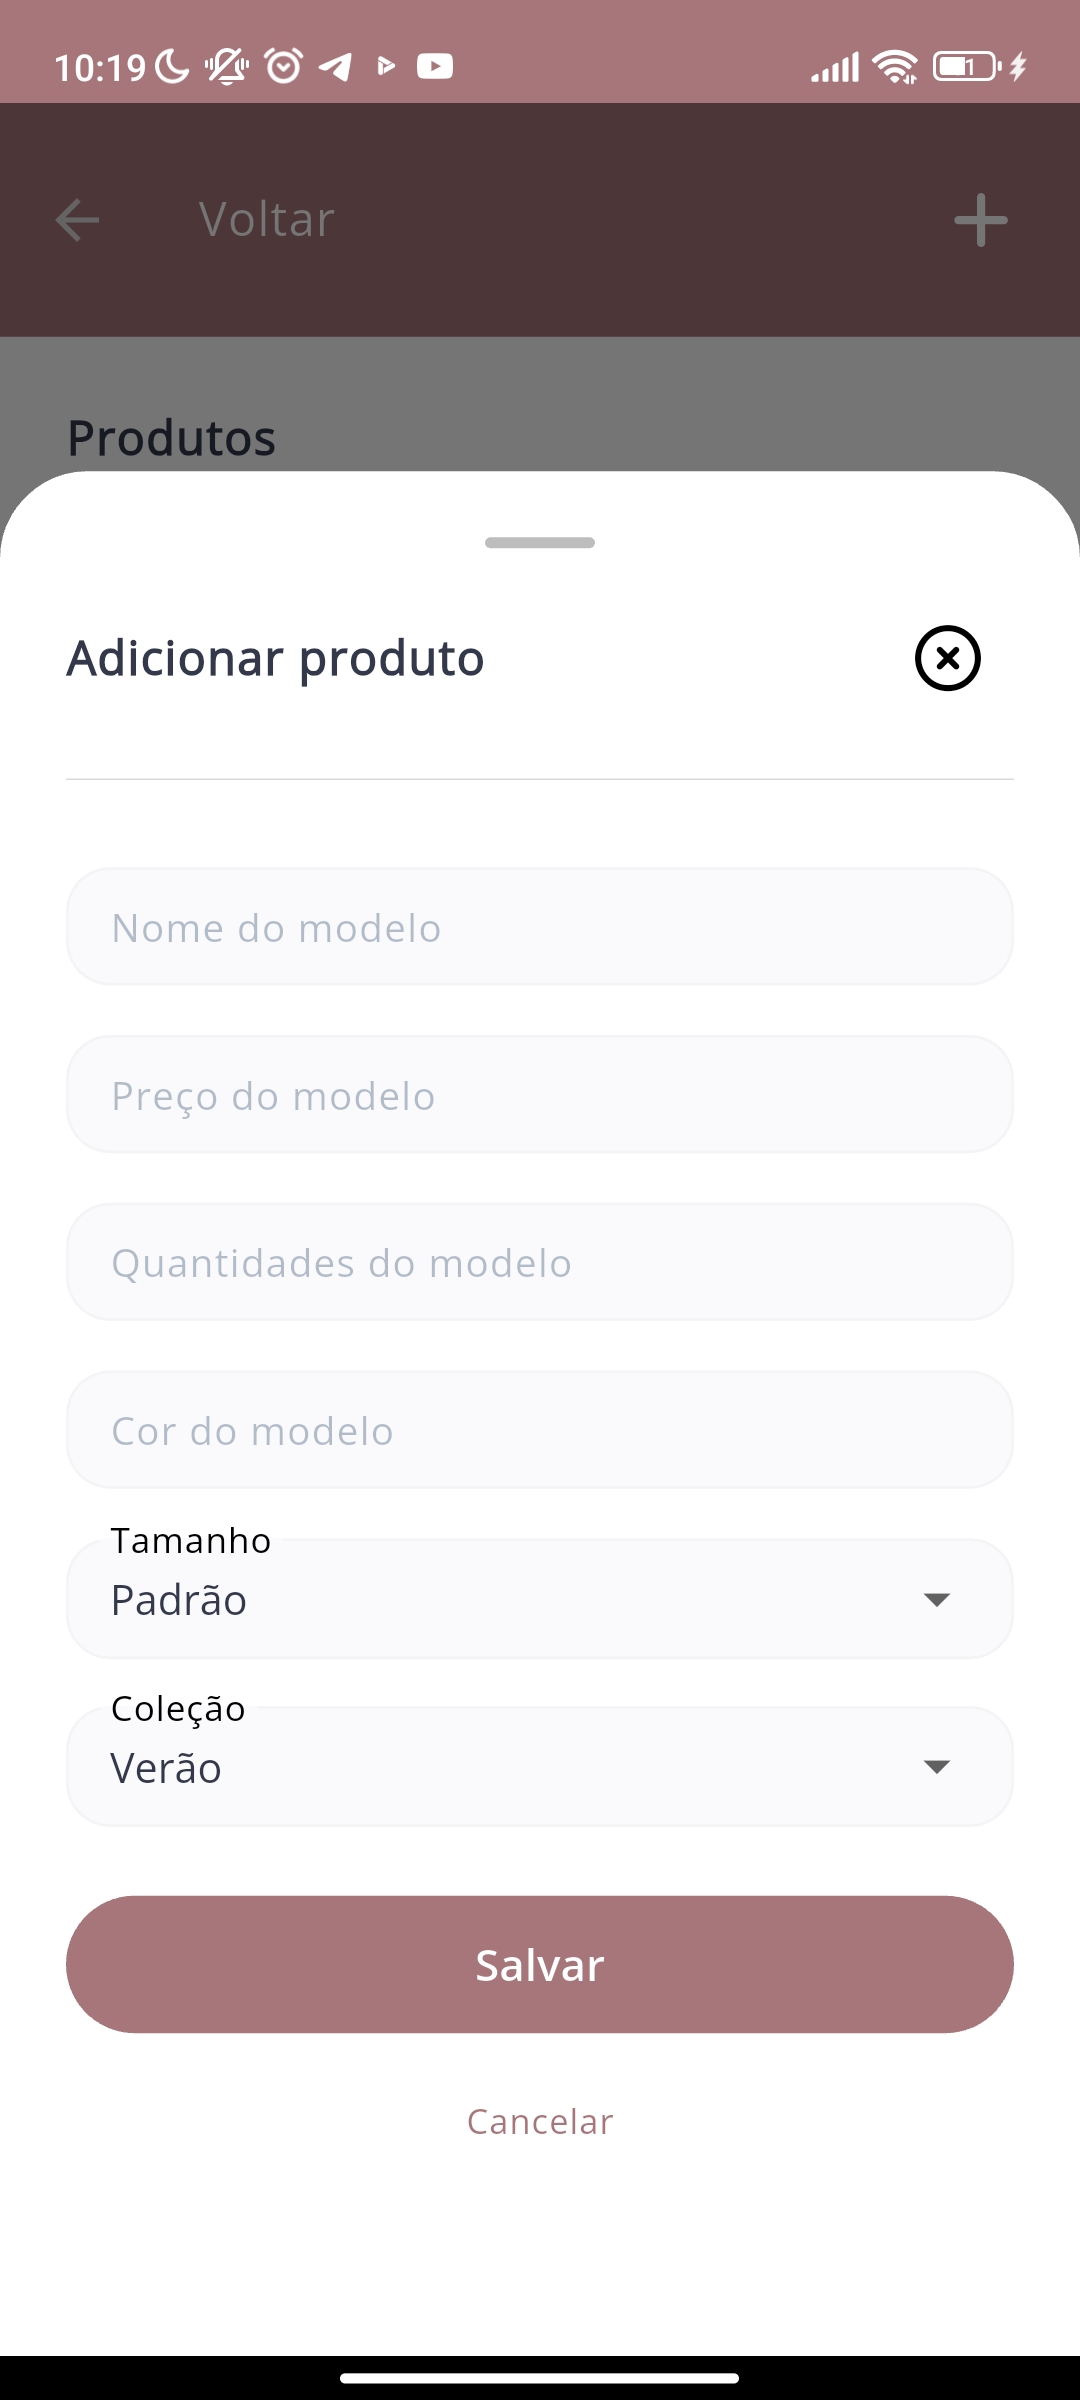 10:19
Voltar
Produtos
Adicionar produto
Nome do modelo
Preço do modelo
Quantidades do modelo
Cor do modelo
Tamanho
Padrão
Coleção
Verão
Salvar
Cancelar